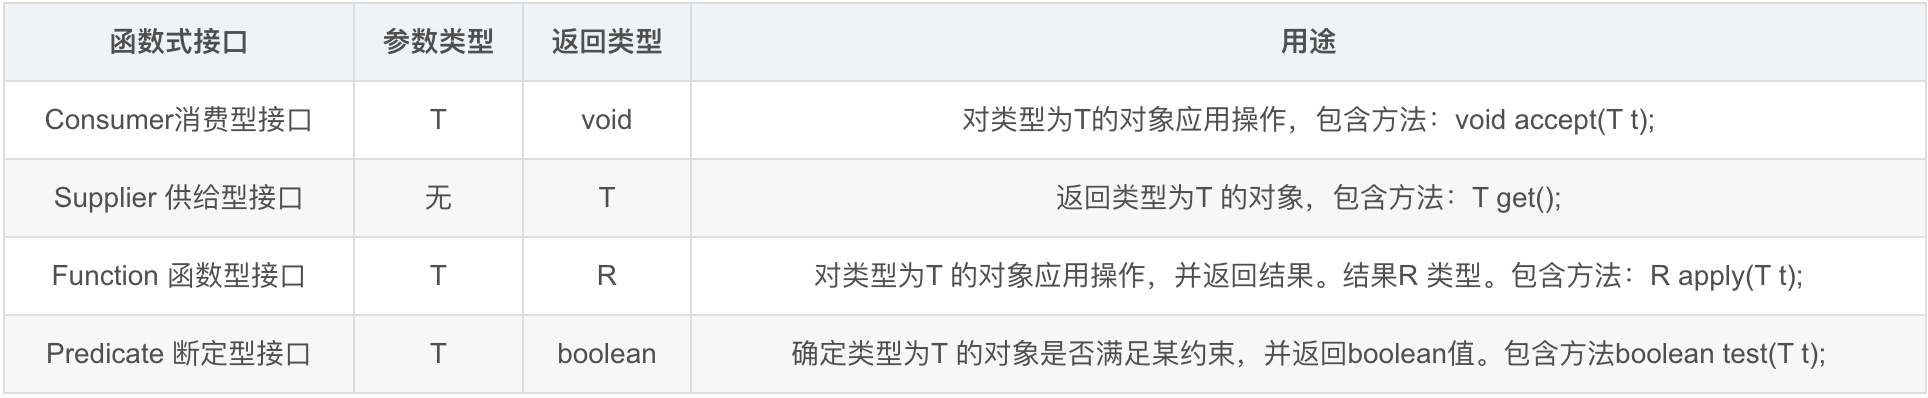 函数式接口 参数类型 返回类型 用途
Consumer消费型接口 T void 对类型为T的对象应用操作，包含方法：void accept(T t);
Supplier 供给型接口 无 T 返回类型为T 的对象，包含方法：T get();
Function 函数型接口 T R 对类型为T 的对象应用操作，并返回结果。结果R 类型。包含方法：R apply(T t);
Predicate 断定型接口 T boolean 确定类型为T 的对象是否满足某约束，并返回boolean值。包含方法boolean test(T t);